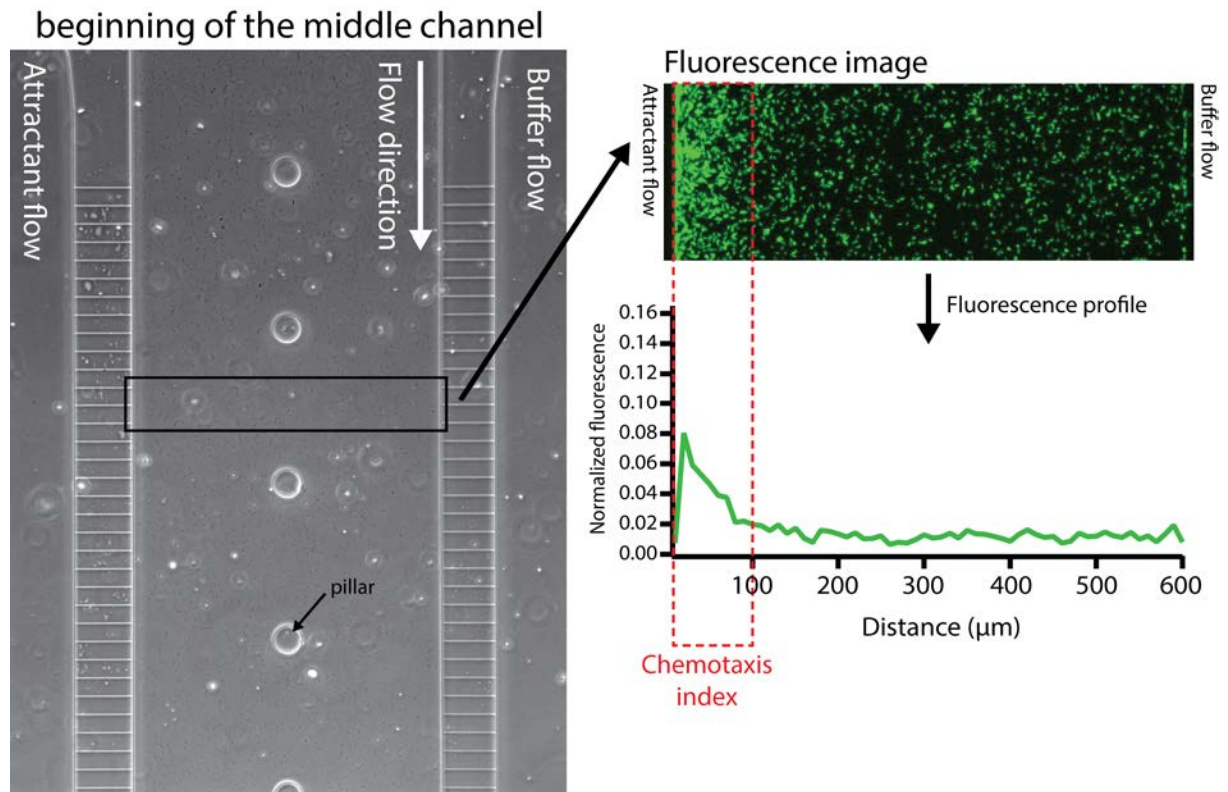 beginning of the middle channel
Attractant flow
Flow direction
Buffer flow
pillar
Fluorescence image
Attractant flow
Buffer flow
Fluorescence profile
Normalized fluorescence
0.16
0.14
0.12
0.10
0.08
0.06
0.04
0.02
0.00
100
200
300
400
500
600
Distance (µm)
Chemotaxis
index